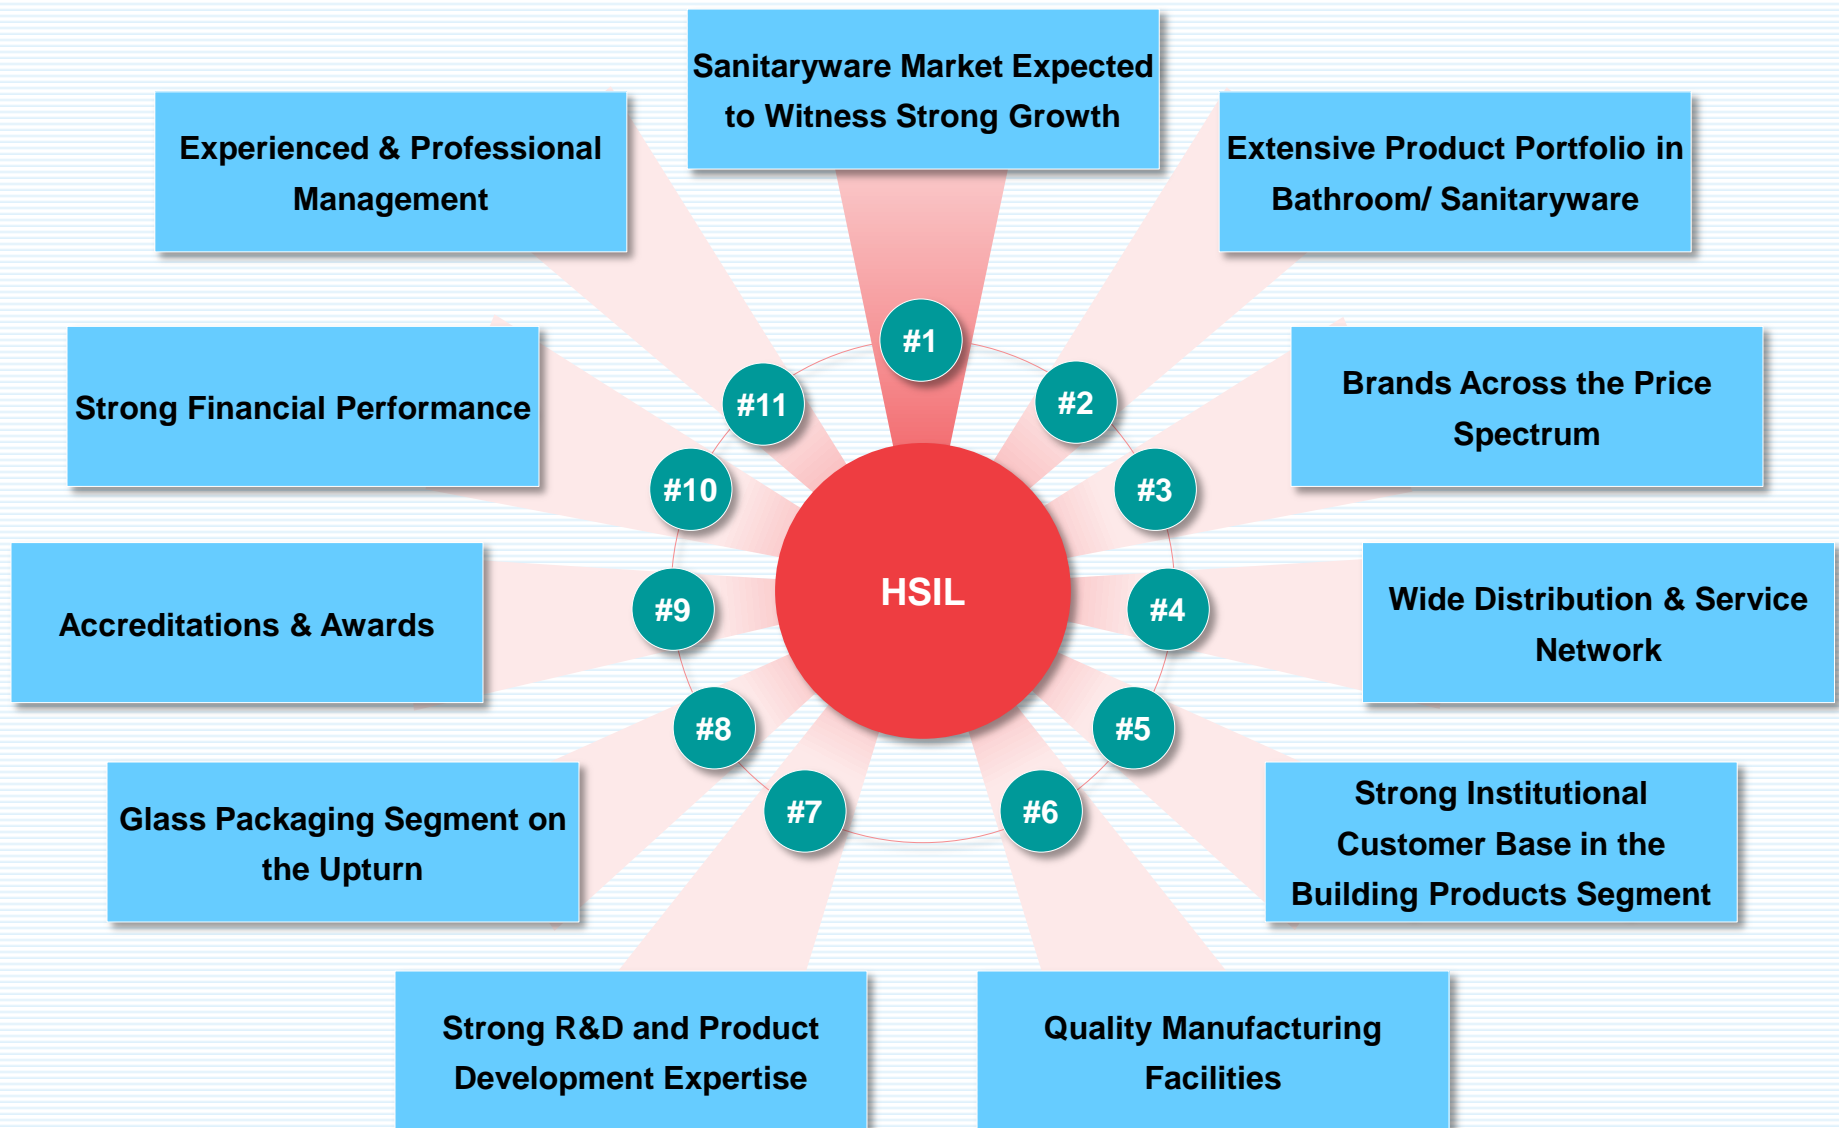 Sanitaryware Market Expected
to Witness Strong Growth
Experienced & Professional
Management
Extensive Product Portfolio in
Bathroom/ Sanitaryware
Strong Financial Performance
Brands Across the Price
Spectrum
Accreditations & Awards
Wide Distribution & Service
Network
Glass Packaging Segment on
the Upturn
Strong Institutional
Customer Base in the
Building Products Segment
Strong R&D and Product
Development Expertise
Quality Manufacturing
Facilities
HSIL
#1
#2
#3
#4
#5
#6
#7
#8
#9
#10
#11